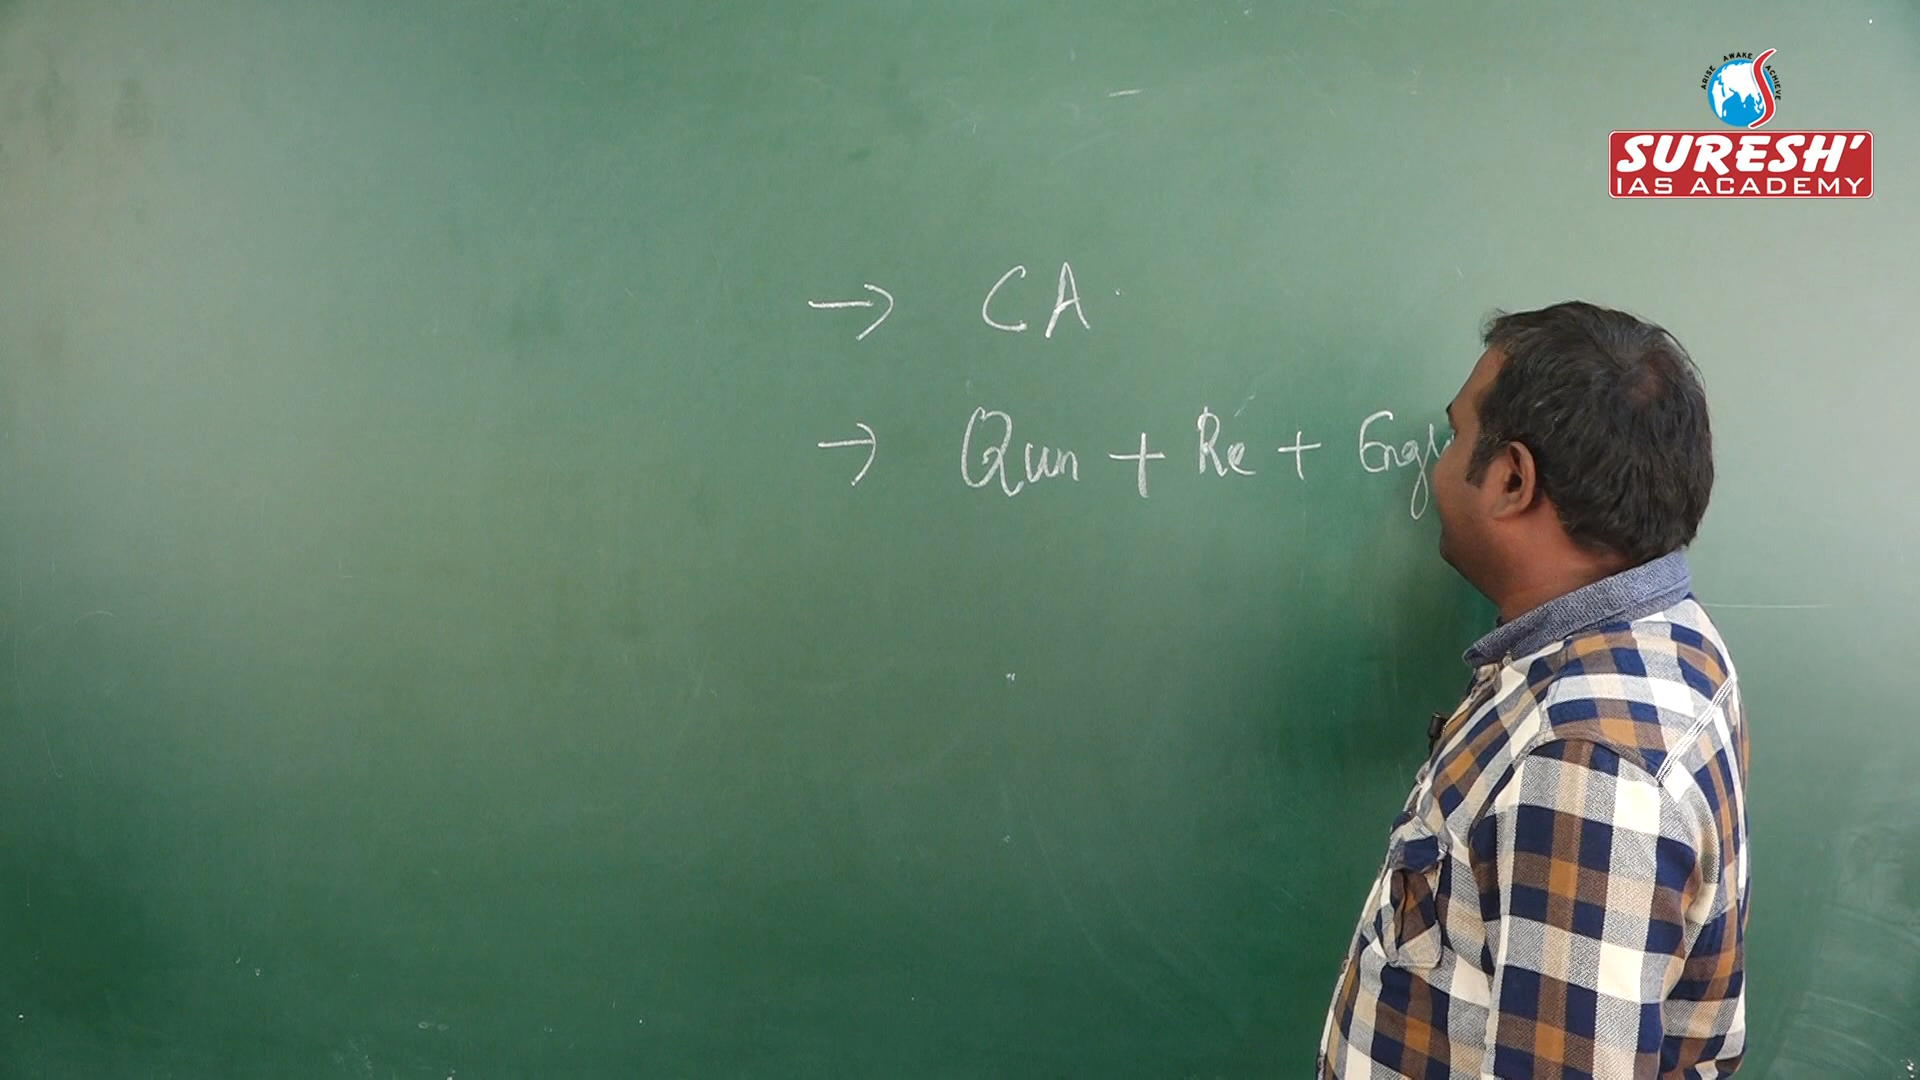 ARISE AWAKE ACHIEVE
SURESH'
IAS ACADEMY
→ CA
→ Qun + Re + Engl